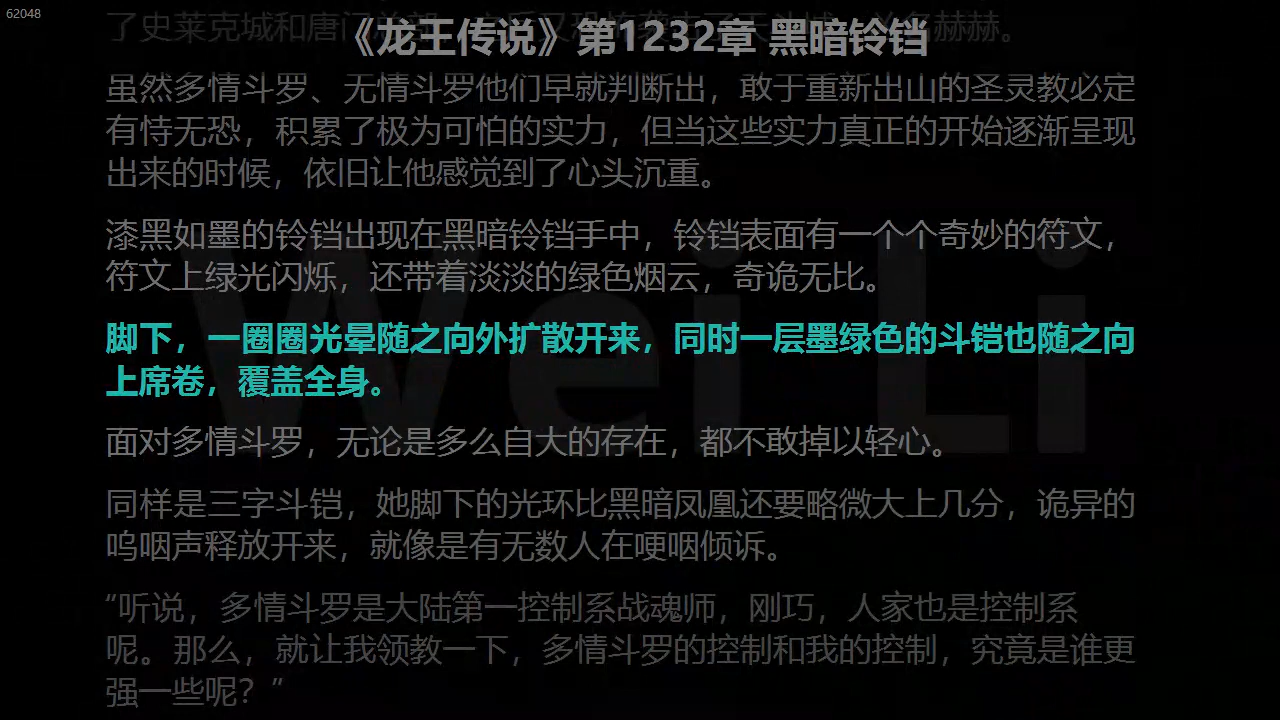 62048
《龙王传说》第1232章 黑暗铃铛
了史莱克城和唐门
虽然多情斗罗、无情斗罗他们早就判断出，敢于重新出山的圣灵教必定
有恃无恐，积累了极为可怕的实力，但当这些实力真正的开始逐渐呈现
出来的时候，依旧让他感觉到了心头沉重。
漆黑如墨的铃铛出现在黑暗铃铛手中，铃铛表面有一个个奇妙的符文，
符文上绿光闪烁，还带着淡淡的绿色烟云，奇诡无比。
脚下，一圈圈光晕随之向外扩散开来，同时一层墨绿色的斗铠也随之向
上席卷，覆盖全身。
面对多情斗罗，无论是多么自大的存在，都不敢掉以轻心。
同样是三字斗铠，她脚下的光环比黑暗凤凰还要略微大上几分，诡异的
呜咽声释放开来，就像是有无数人在哽咽倾诉。
“听说，多情斗罗是大陆第一控制系战魂师，刚巧，人家也是控制系
呢。那么，就让我领教一下，多情斗罗的控制和我的控制，究竟是谁更
强一些呢？”
Wei Li